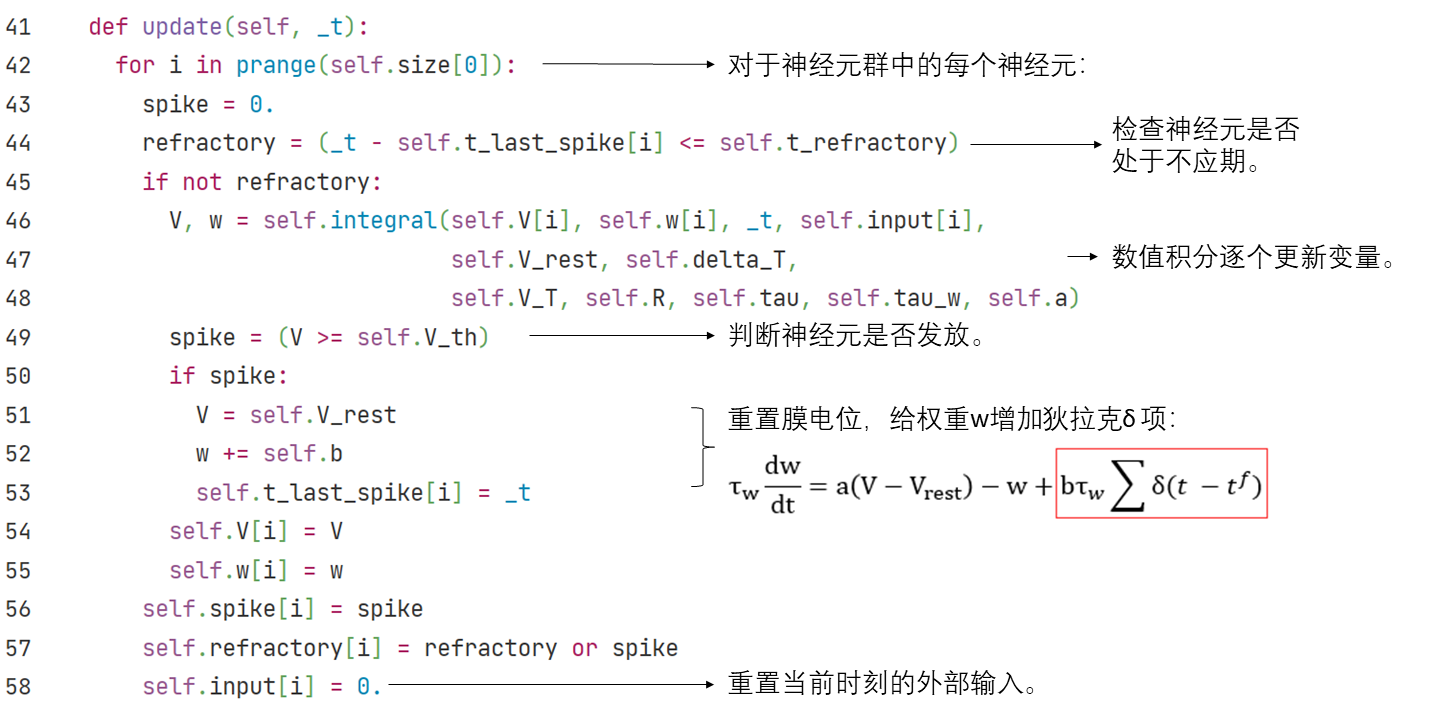 41 def update(self, _t):
42 for i in prange(self.size[0]): 对于神经元群中的每个神经元：
43 spike = 0.
44 refractory = (_t - self.t_last_spike[i] <= self.t_refractory) 检查神经元是否
处于不应期。
45 if not refractory:
46 V, w = self.integral(self.V[i], self.w[i], _t, self.input[i],
47 self.V_rest, self.delta_T, 数值积分逐个更新变量。
48 self.V_T, self.R, self.tau, self.tau_w, self.a)
49 spike = (V >= self.V_th) 判断神经元是否发放。
50 if spike:
51 V = self.V_rest 重置膜电位，给权重w增加狄拉克δ项：
52 w += self.b
53 self.t_last_spike[i] = _t
τ_w dw/dt = a(V − V_rest) − w + bτ_w ∑ δ(t − t^f)
54 self.V[i] = V
55 self.w[i] = w
56 self.spike[i] = spike
57 self.refractory[i] = refractory or spike
58 self.input[i] = 0. 重置当前时刻的外部输入。